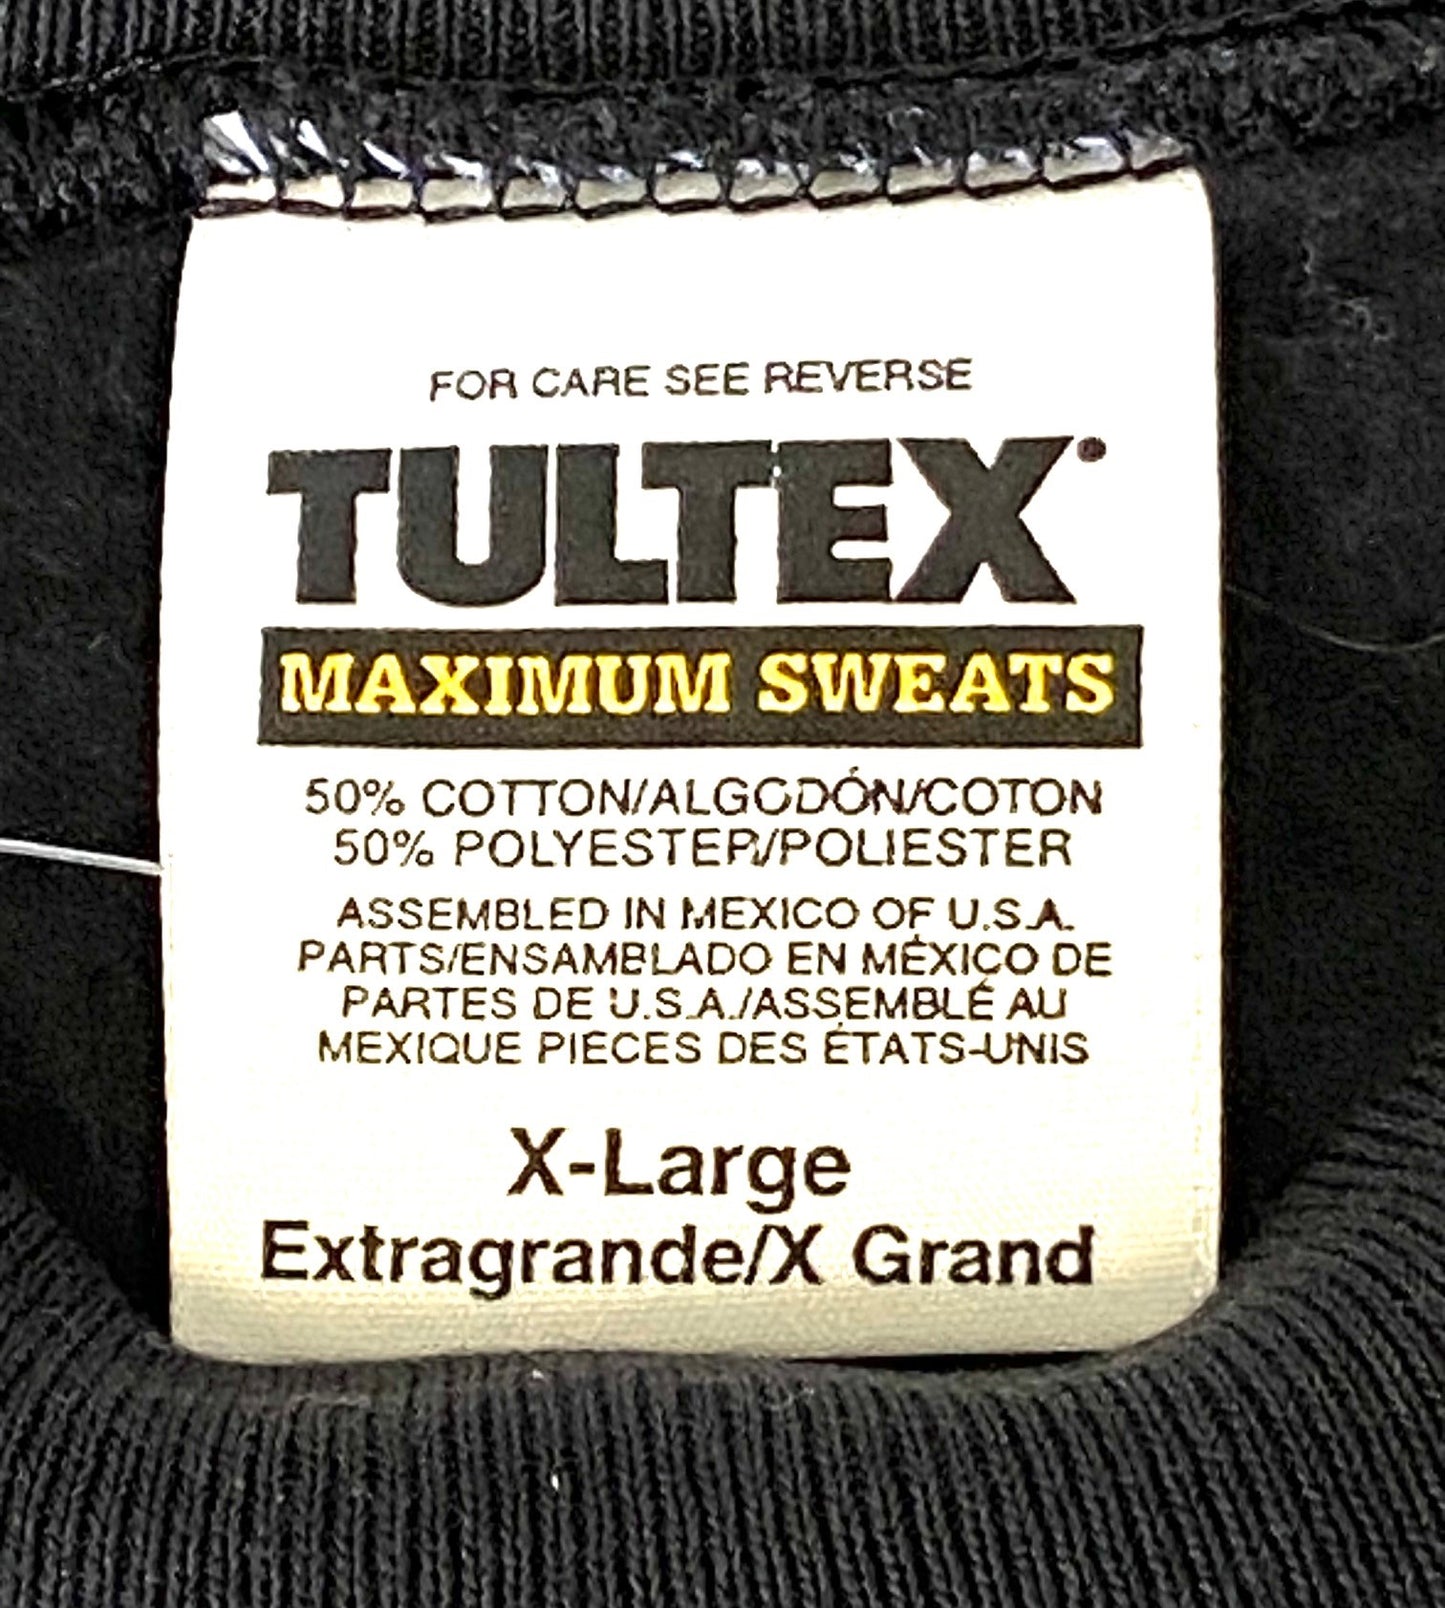 FOR CARE SEE REVERSE
TULTEX
MAXIMUM SWEATS
50% COTTON/ALGODÓN/COTON
50% POLYESTER/POLIESTER
ASSEMBLED IN MEXICO OF U.S.A.
PARTS/ENSAMBLADO EN MÉXICO DE
PARTES DE U.S.A./ASSEMBLÉ AU
MEXIQUE PIECES DES ÉTATS-UNIS
X-Large
Extragrande/X Grand